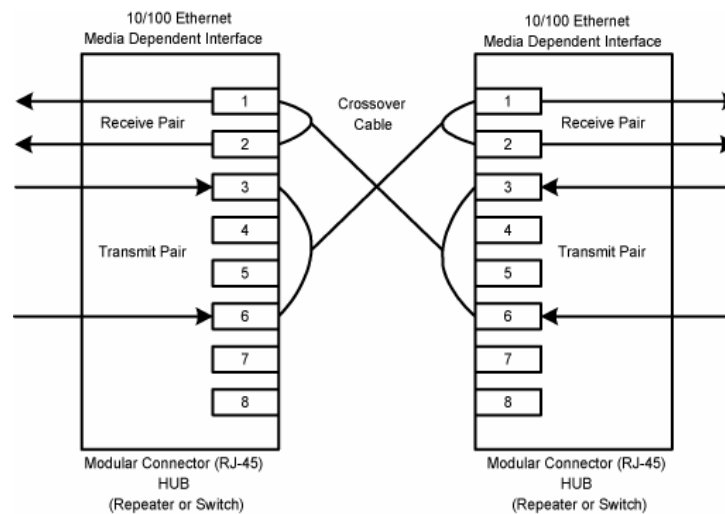 10/100 Ethernet
Media Dependent Interface
10/100 Ethernet
Media Dependent Interface
1
Receive Pair
2
3
4
Transmit Pair
5
6
7
8
Crossover
Cable
1
Receive Pair
2
3
4
Transmit Pair
5
6
7
8
Modular Connector (RJ-45)
HUB
(Repeater or Switch)
Modular Connector (RJ-45)
HUB
(Repeater or Switch)